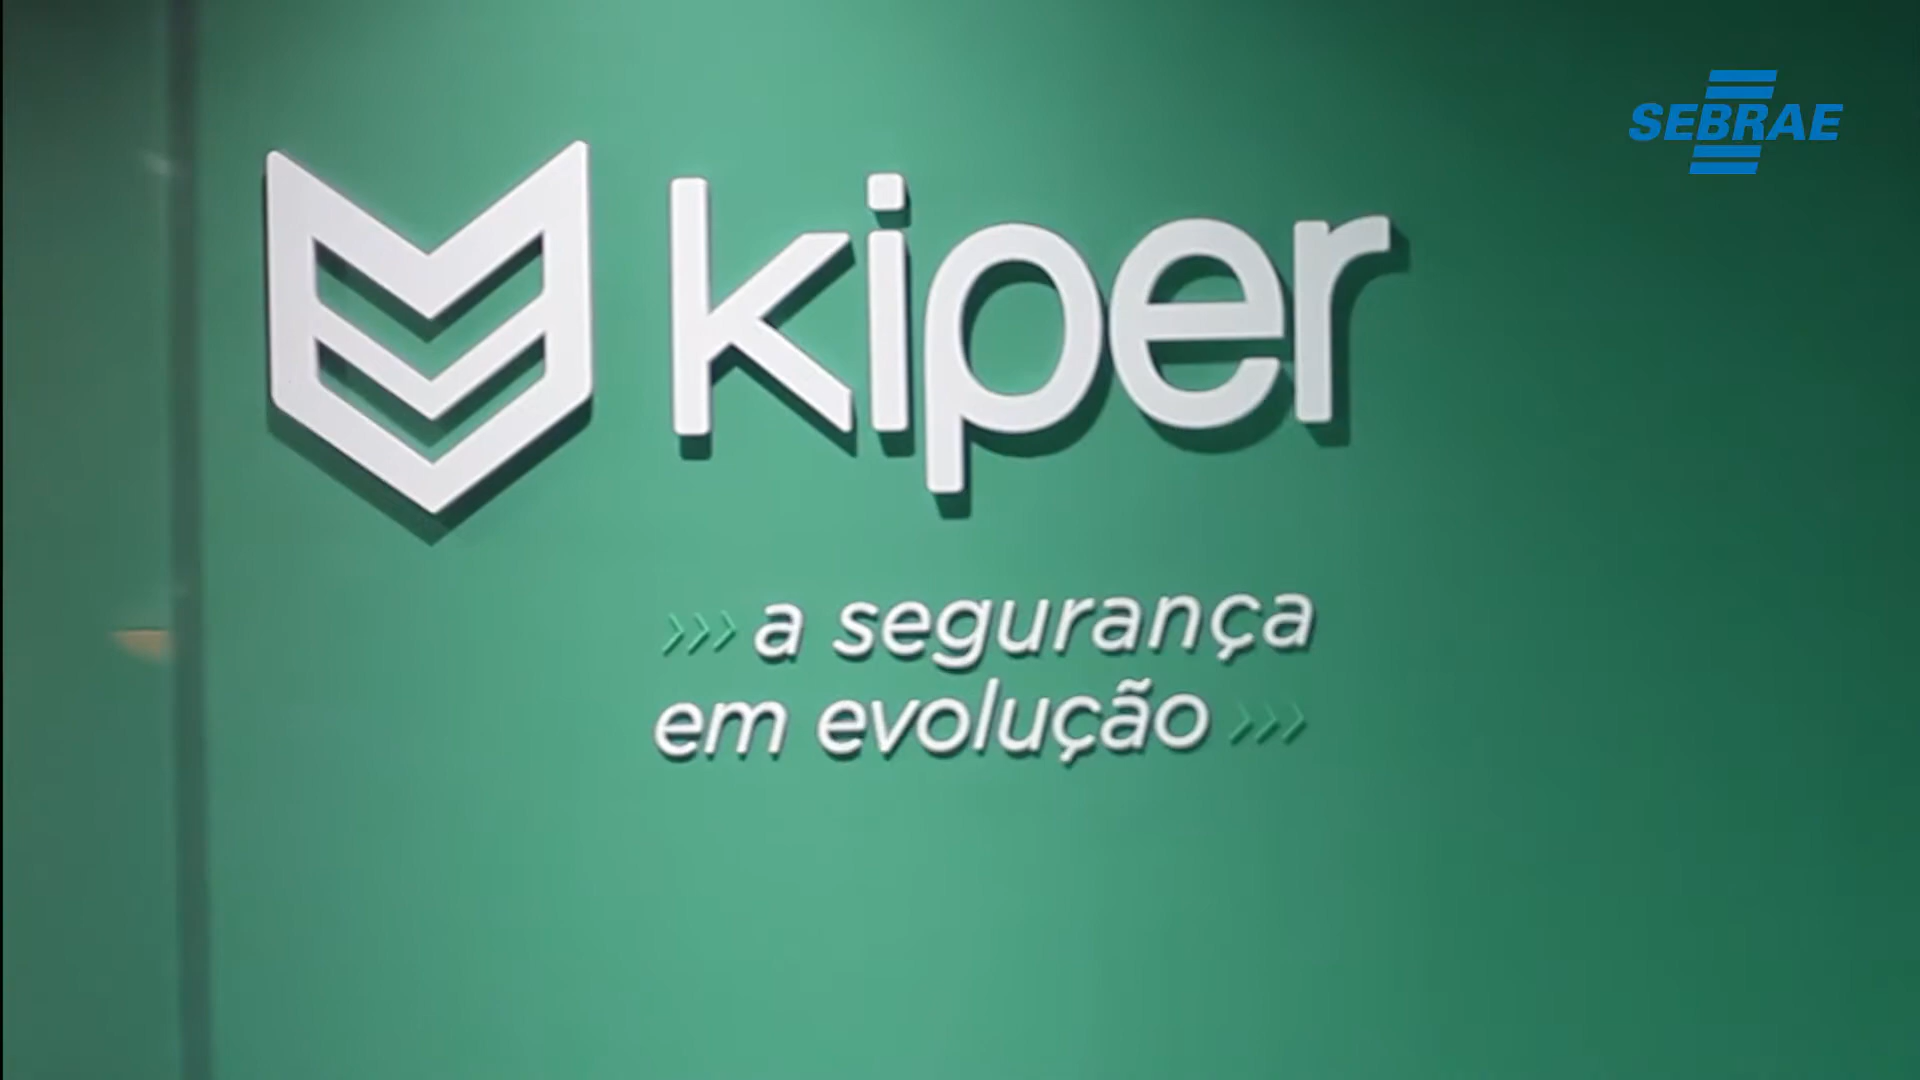 SEBRAE
kiper
››› a segurança
em evolução ›››